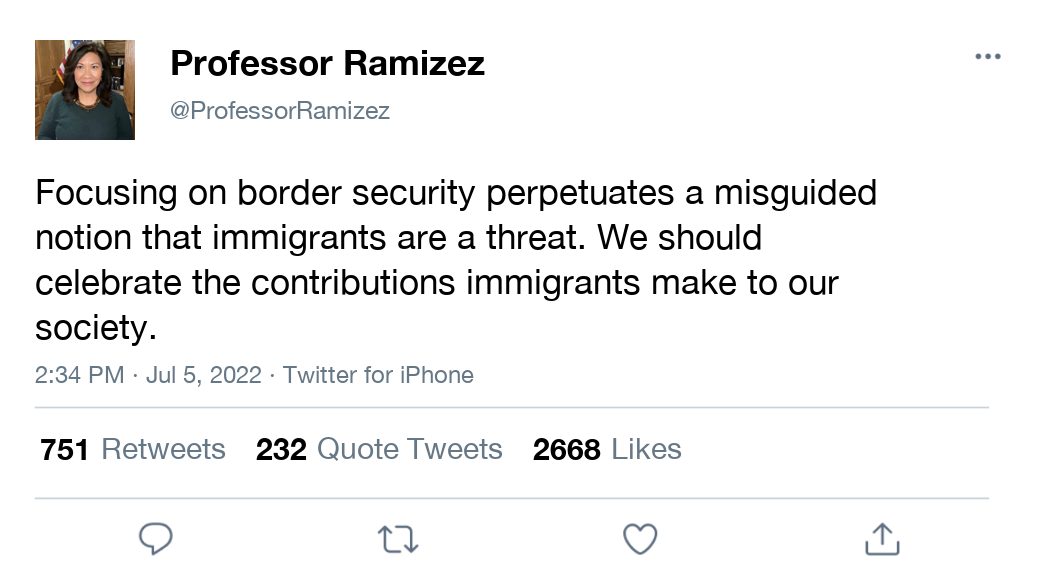 Professor Ramizez
@ProfessorRamizez
Focusing on border security perpetuates a misguided
notion that immigrants are a threat. We should
celebrate the contributions immigrants make to our
society.
2:34 PM · Jul 5, 2022 · Twitter for iPhone
751 Retweets 232 Quote Tweets 2668 Likes